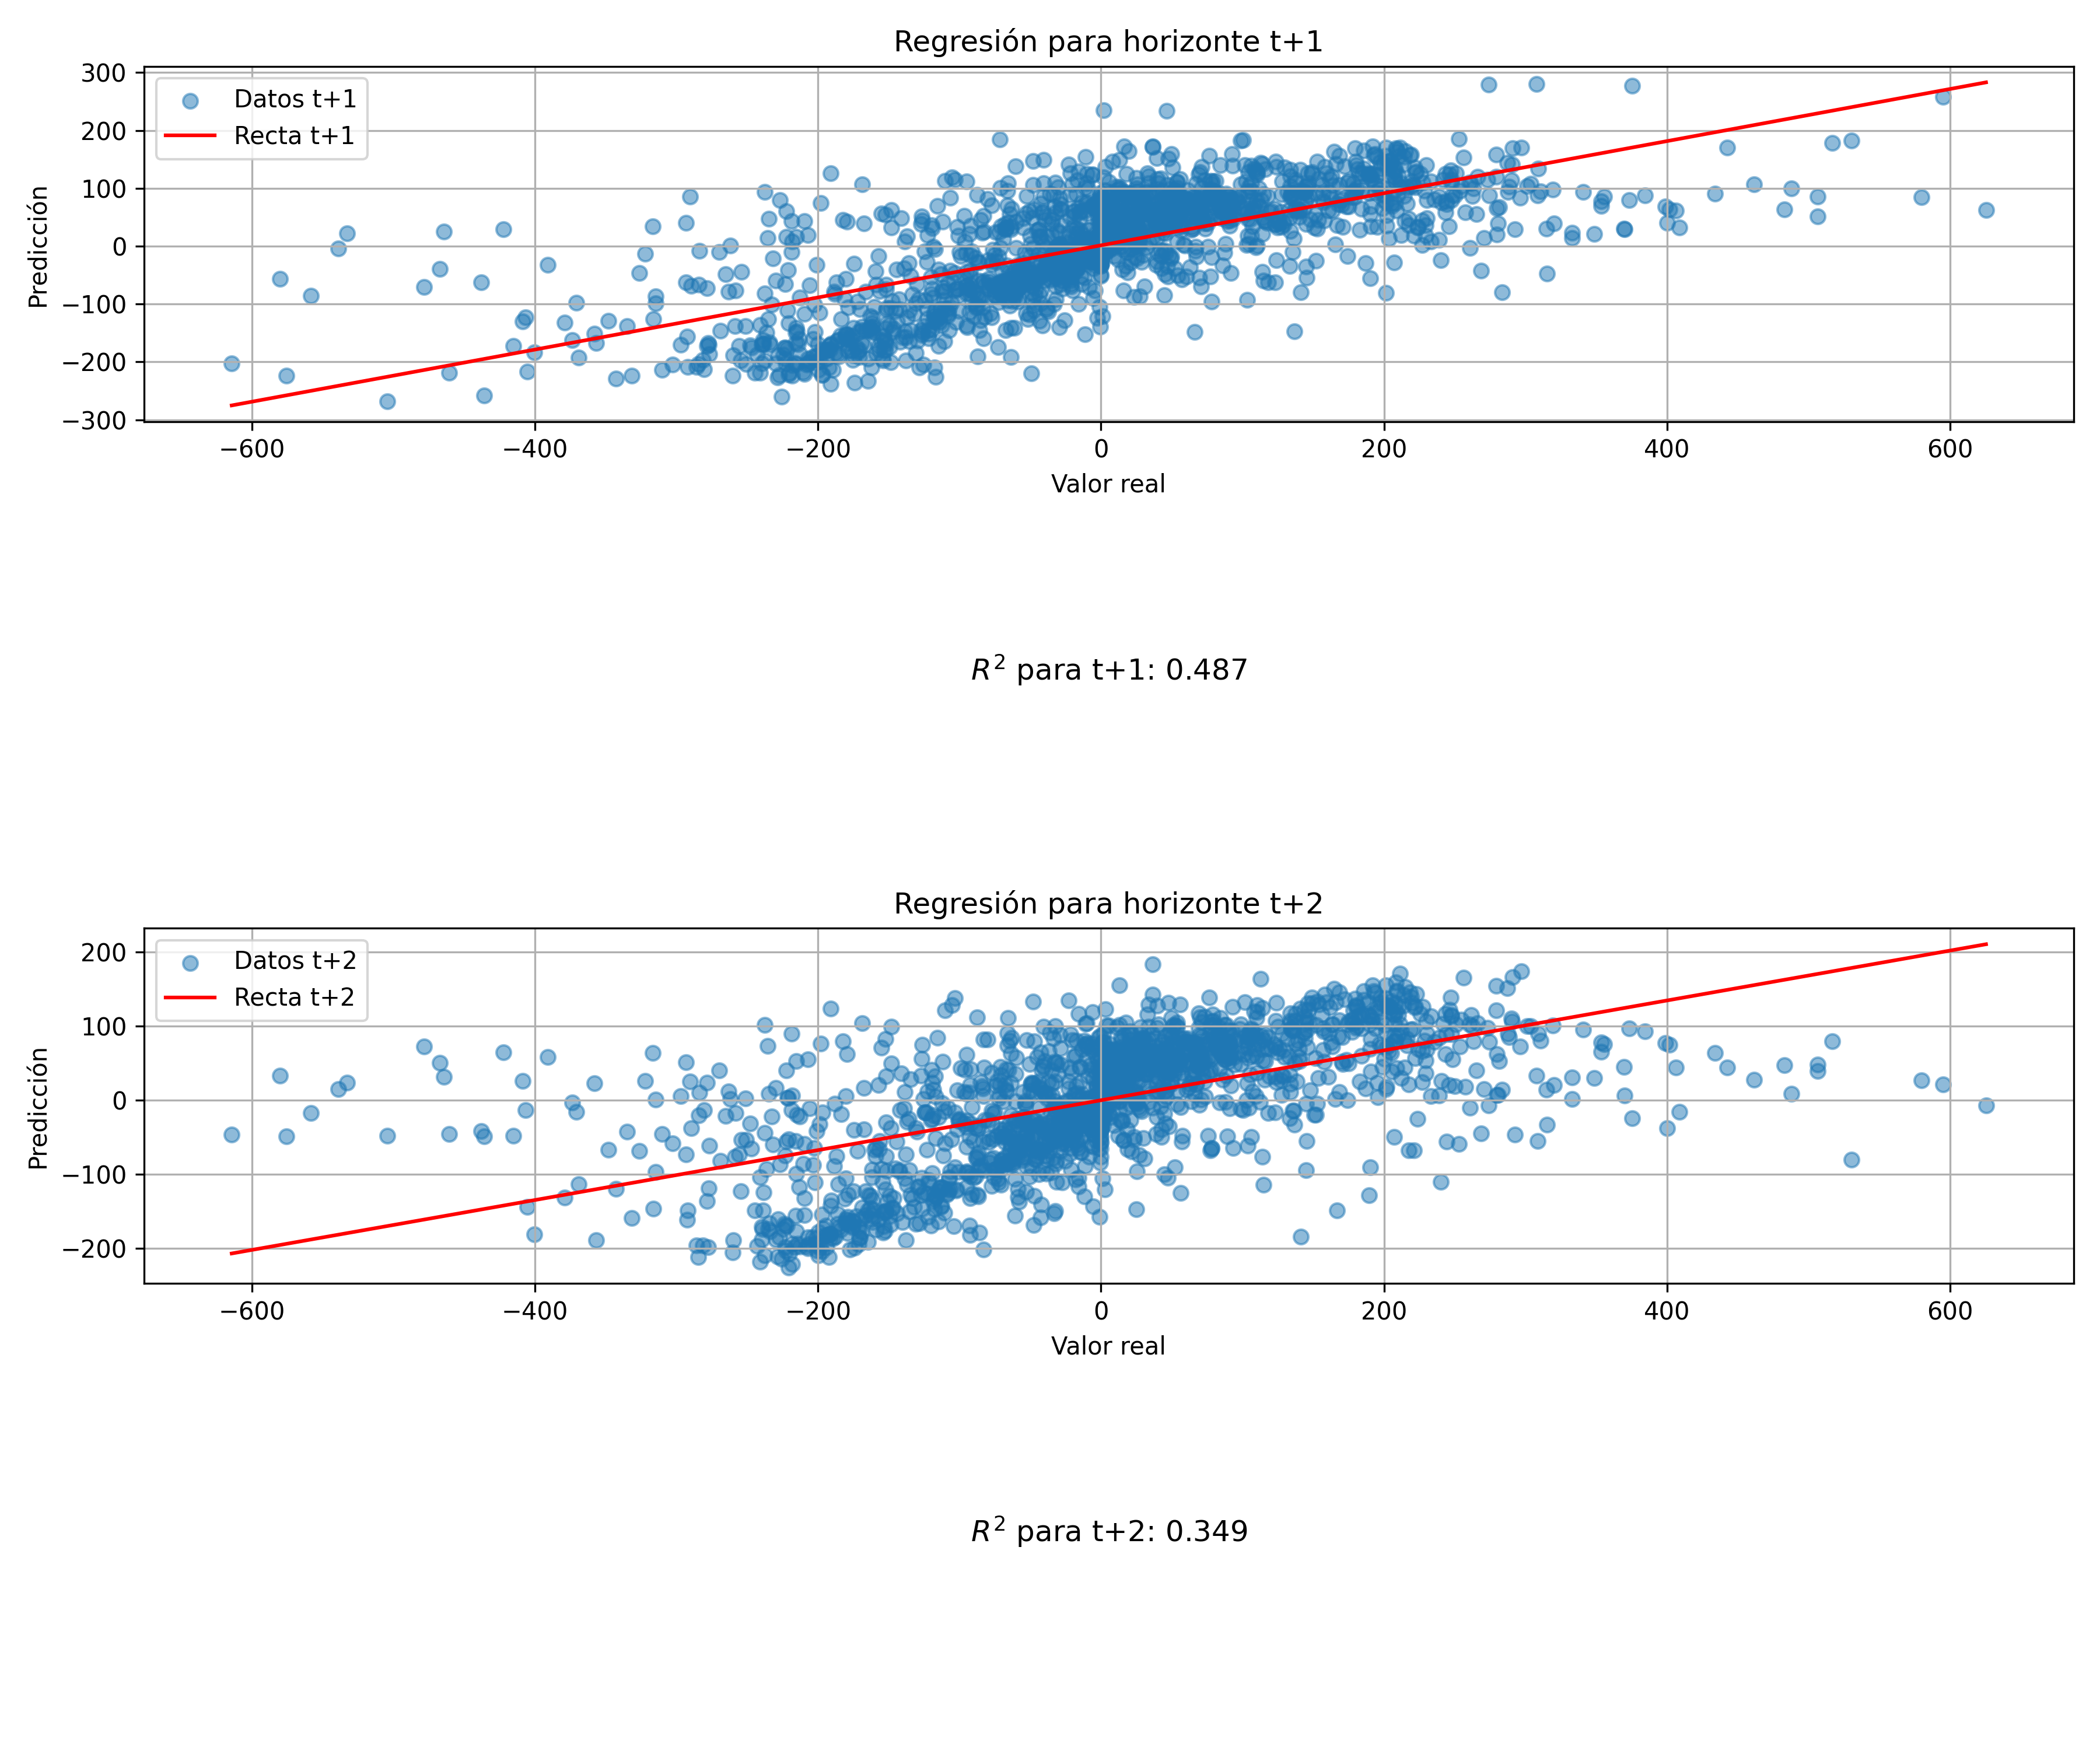 Regresión para horizonte t+1
300
200
100
0
−100
−200
−300
Predicción
Datos t+1
Recta t+1
−600 −400 −200 0 200 400 600
Valor real
R² para t+1: 0.487
Regresión para horizonte t+2
200
100
0
−100
−200
Predicción
Datos t+2
Recta t+2
−600 −400 −200 0 200 400 600
Valor real
R² para t+2: 0.349